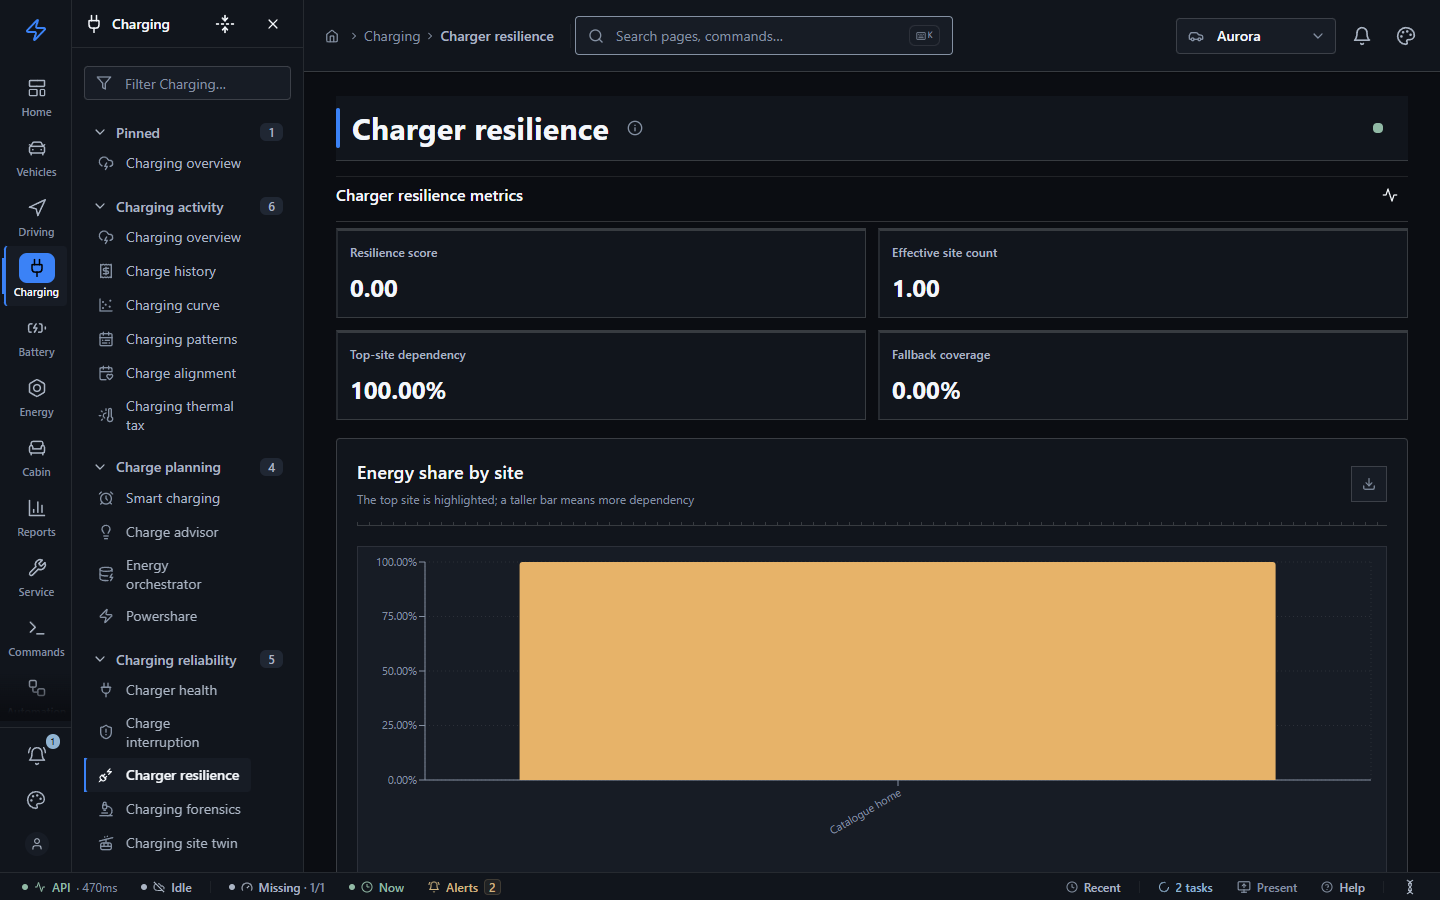 Charging
Charging
Charger resilience
Search pages, commands...
K
Aurora
Home
Vehicles
Driving
Charging
Battery
Energy
Cabin
Reports
Service
Commands
1
Filter Charging...
Pinned
1
Charging overview
Charging activity
6
Charging overview
Charge history
Charging curve
Charging patterns
Charge alignment
Charging thermal
tax
Charge planning
4
Smart charging
Charge advisor
Energy
orchestrator
Powershare
Charging reliability
5
Charger health
Charge
interruption
Charger resilience
Charging forensics
Charging site twin
Charger resilience
Charger resilience metrics
Resilience score
0.00
Effective site count
1.00
Top-site dependency
100.00%
Fallback coverage
0.00%
Energy share by site
The top site is highlighted; a taller bar means more dependency
100.00%
75.00%
50.00%
25.00%
0.00%
Catalogue home
API · 470ms
Idle
Missing · 1/1
Now
Alerts 2
Recent
2 tasks
Present
Help